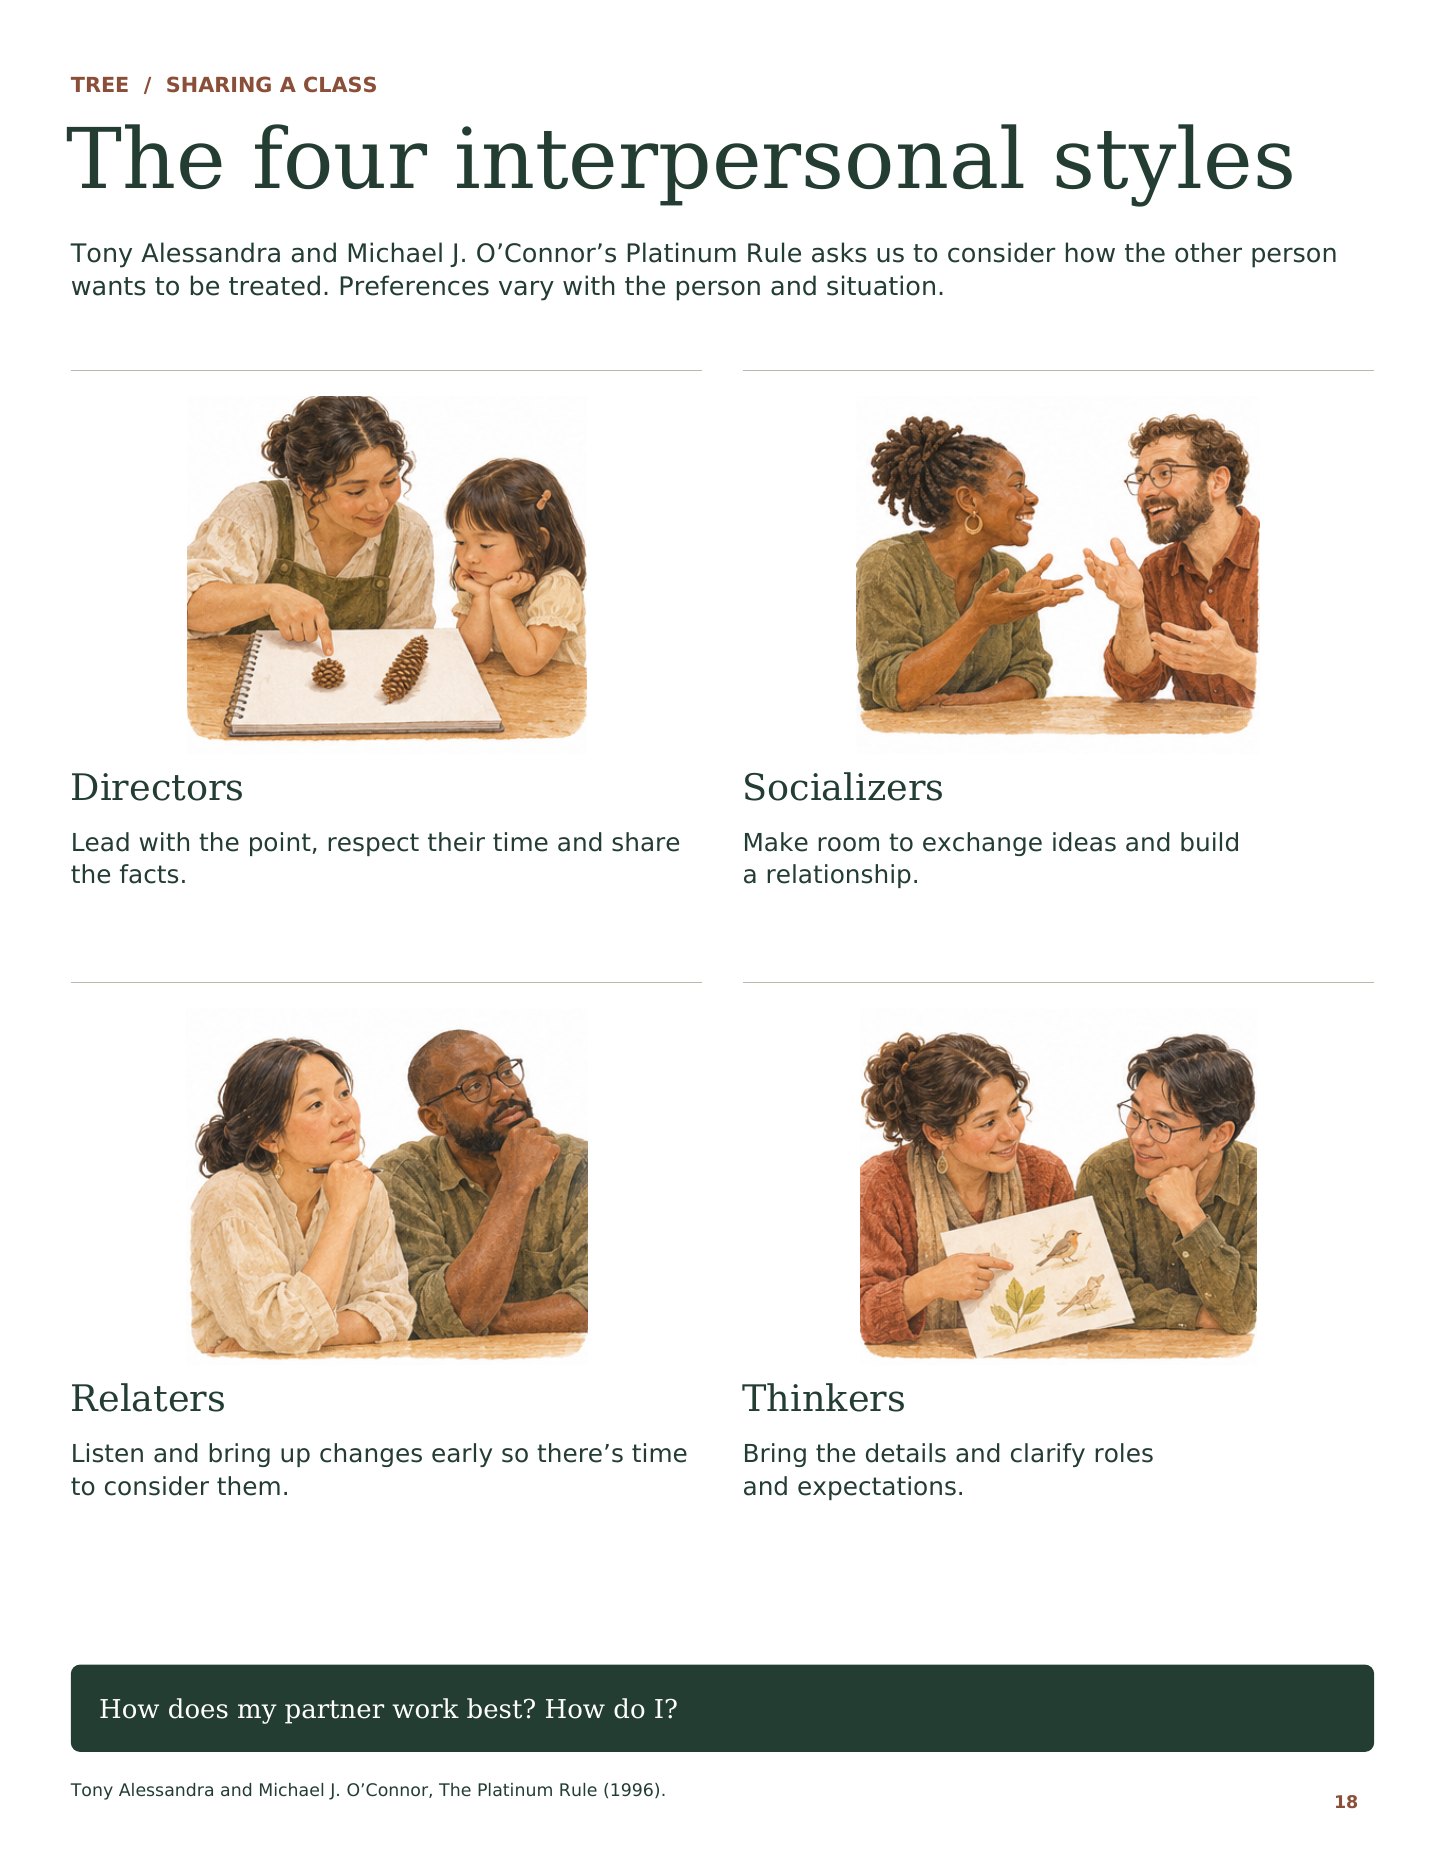 TREE / SHARING A CLASS
The four interpersonal styles
Tony Alessandra and Michael J. O’Connor’s Platinum Rule asks us to consider how the other person
wants to be treated. Preferences vary with the person and situation.
Directors
Lead with the point, respect their time and share
the facts.
Socializers
Make room to exchange ideas and build
a relationship.
Relaters
Listen and bring up changes early so there’s time
to consider them.
Thinkers
Bring the details and clarify roles
and expectations.
How does my partner work best? How do I?
Tony Alessandra and Michael J. O’Connor, The Platinum Rule (1996).
18